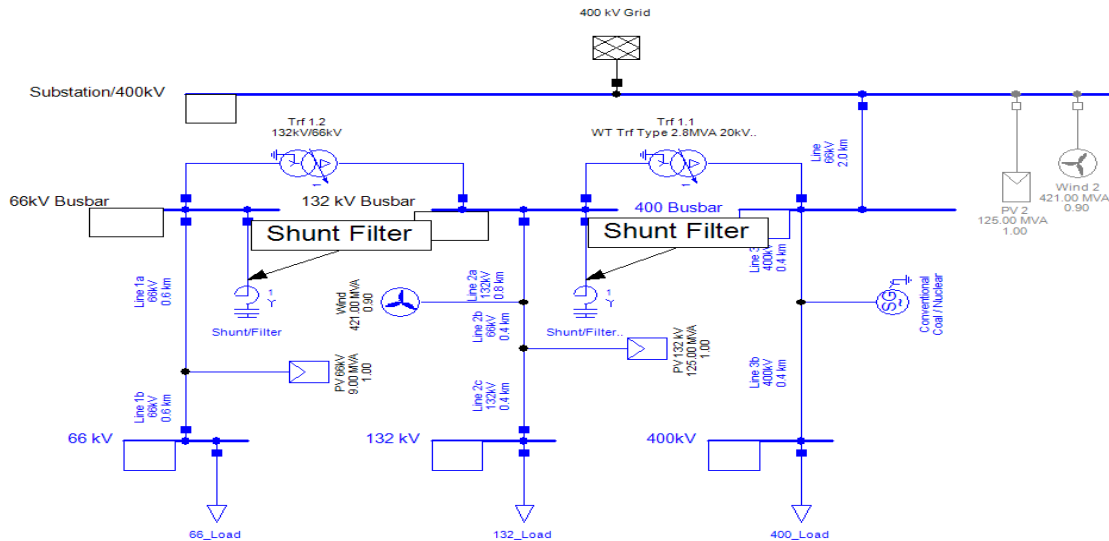 400 kV Grid
Substation/400kV
Trf 1.2
132kV/66kV
Trf 1.1
WT Trf Type 2.8MVA 20kV..
Line
66kV
2.0 km
PV 2
125.00 MVA
1.00
Wind 2
421.00 MVA
0.90
66kV Busbar
132 kV Busbar
400 Busbar
Shunt Filter
Shunt Filter
Line 1a
66kV
0.6 km
Shunt/Filter
Wind
421.00 MVA
0.90
Line 2a
132kV
0.8 km
Line 2b
66kV
0.4 km
Shunt/Filter..
Line 3
400kV
0.4 km
SG
~
Conventional
Coal / Nuclear
PV 66kV
9.00 MVA
1.00
PV 132 kV
125.00 MVA
1.00
Line 1b
66kV
0.6 km
Line 2c
132kV
0.4 km
Line 3b
400kV
0.4 km
66 kV
132 kV
400kV
66_Load
132_Load
400_Load